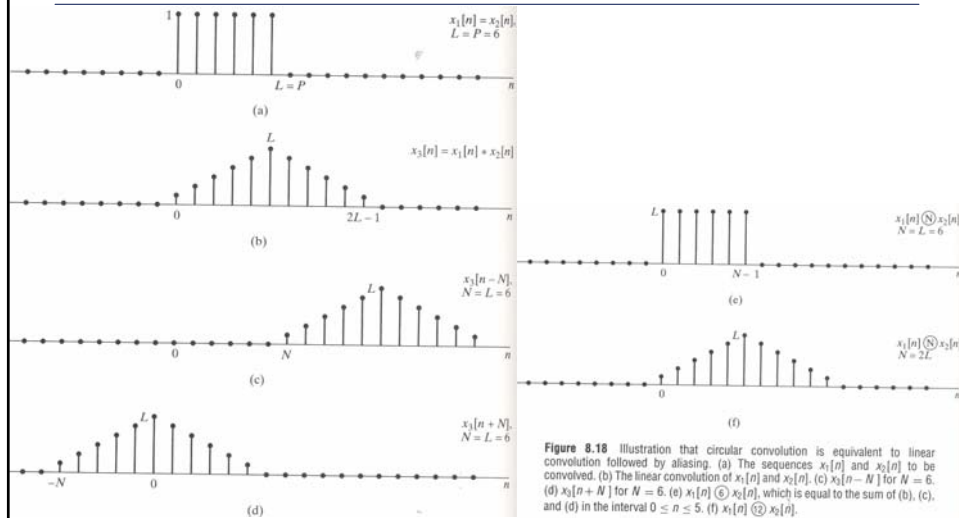 1
x₁[n] = x₂[n],
L = P = 6
0
L = P
n
(a)
L
x₃[n] = x₁[n] * x₂[n]
0
2L − 1
n
(b)
L
x₃[n − N],
N = L = 6
0
N
n
(c)
L
x₃[n + N],
N = L = 6
−N
0
n
(d)
L
x₁[n] Ⓝ x₂[n]
N = L = 6
0
N − 1
n
(e)
L
x₁[n] Ⓝ x₂[n]
N = 2L
0
n
(f)
Figure 8.18 Illustration that circular convolution is equivalent to linear
convolution followed by aliasing. (a) The sequences x₁[n] and x₂[n] to be
convolved. (b) The linear convolution of x₁[n] and x₂[n]. (c) x₃[n − N] for N = 6.
(d) x₃[n + N] for N = 6. (e) x₁[n] ⑥ x₂[n], which is equal to the sum of (b), (c),
and (d) in the interval 0 ≤ n ≤ 5. (f) x₁[n] ⑫ x₂[n].